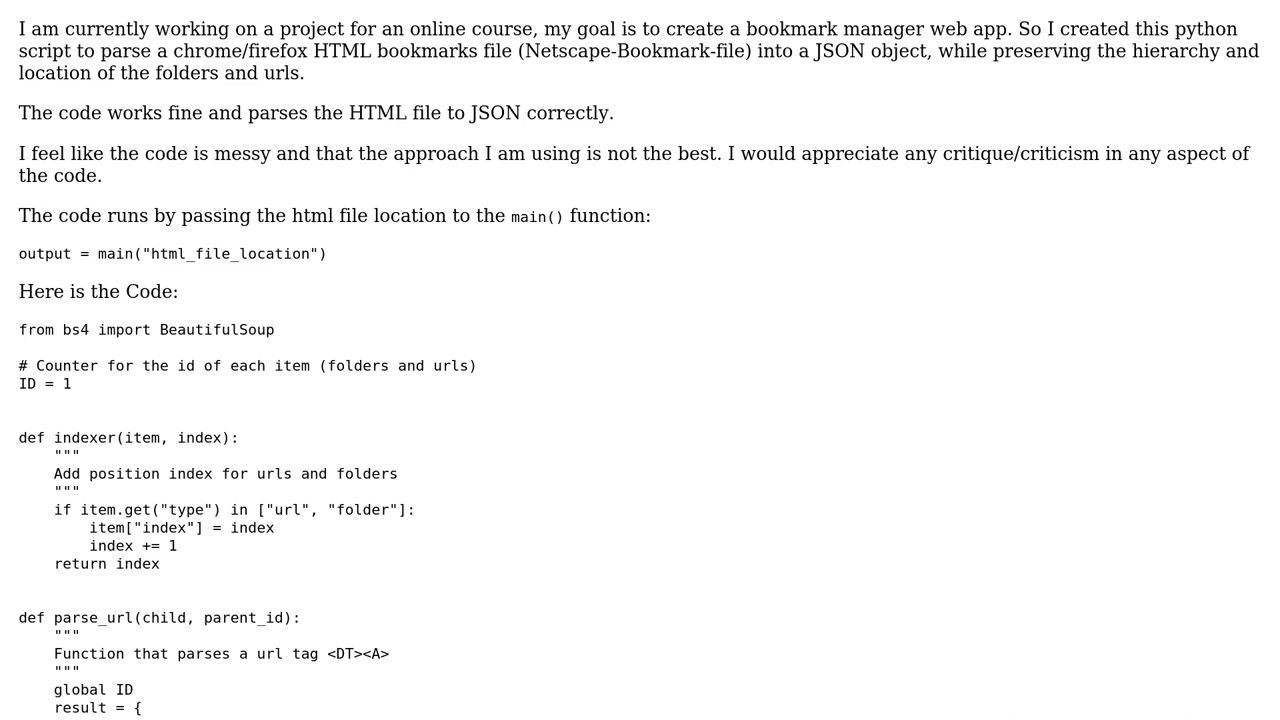 I am currently working on a project for an online course, my goal is to create a bookmark manager web app. So I created this python
script to parse a chrome/firefox HTML bookmarks file (Netscape-Bookmark-file) into a JSON object, while preserving the hierarchy and
location of the folders and urls.
The code works fine and parses the HTML file to JSON correctly.
I feel like the code is messy and that the approach I am using is not the best. I would appreciate any critique/criticism in any aspect of
the code.
The code runs by passing the html file location to the main() function:
output = main("html_file_location")
Here is the Code:
from bs4 import BeautifulSoup
# Counter for the id of each item (folders and urls)
ID = 1
def indexer(item, index):
    """
    Add position index for urls and folders
    """
    if item.get("type") in ["url", "folder"]:
        item["index"] = index
        index += 1
    return index
def parse_url(child, parent_id):
    """
    Function that parses a url tag <DT><A>
    """
    global ID
    result = {